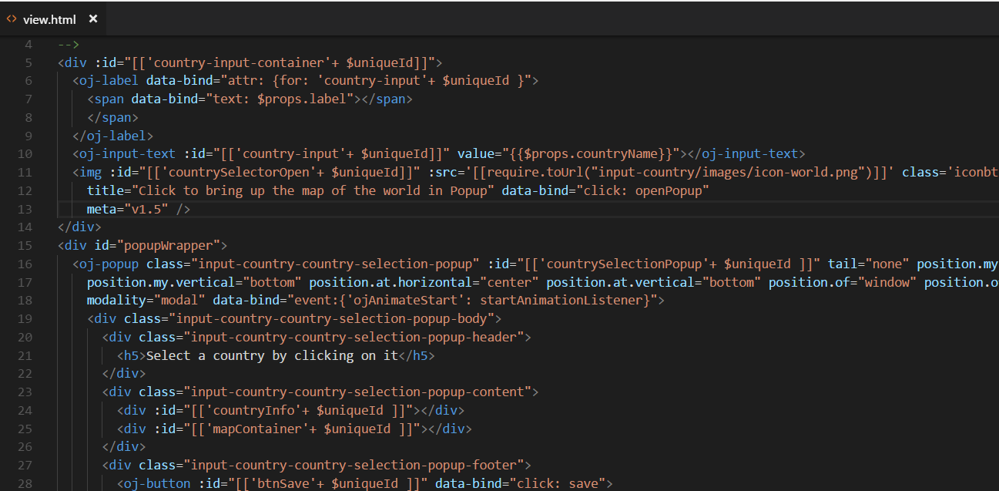 <> view.html ×
4 -->
5 <div :id="[['country-input-container'+ $uniqueId]]">
6 <oj-label data-bind="attr: {for: 'country-input'+ $uniqueId }">
7 <span data-bind="text: $props.label"></span>
8 </span>
9 </oj-label>
10 <oj-input-text :id="[['country-input'+ $uniqueId]]" value="{{$props.countryName}}"></oj-input-text>
11 <img :id="[['countrySelectorOpen'+ $uniqueId]]" :src='[[require.toUrl("input-country/images/icon-world.png")]]' class='iconbt
12 title="Click to bring up the map of the world in Popup" data-bind="click: openPopup"
13 meta="v1.5" />
14 </div>
15 <div id="popupWrapper">
16 <oj-popup class="input-country-country-selection-popup" :id="[['countrySelectionPopup'+ $uniqueId ]]" tail="none" position.my
17 position.my.vertical="bottom" position.at.horizontal="center" position.at.vertical="bottom" position.of="window" position.o
18 modality="modal" data-bind="event:{'ojAnimateStart': startAnimationListener}">
19 <div class="input-country-country-selection-popup-body">
20 <div class="input-country-country-selection-popup-header">
21 <h5>Select a country by clicking on it</h5>
22 </div>
23 <div class="input-country-country-selection-popup-content">
24 <div :id="[['countryInfo'+ $uniqueId ]]"></div>
25 <div :id="[['mapContainer'+ $uniqueId ]]"></div>
26 </div>
27 <div class="input-country-country-selection-popup-footer">
28 <oj-button :id="[['btnSave'+ $uniqueId ]]" data-bind="click: save">